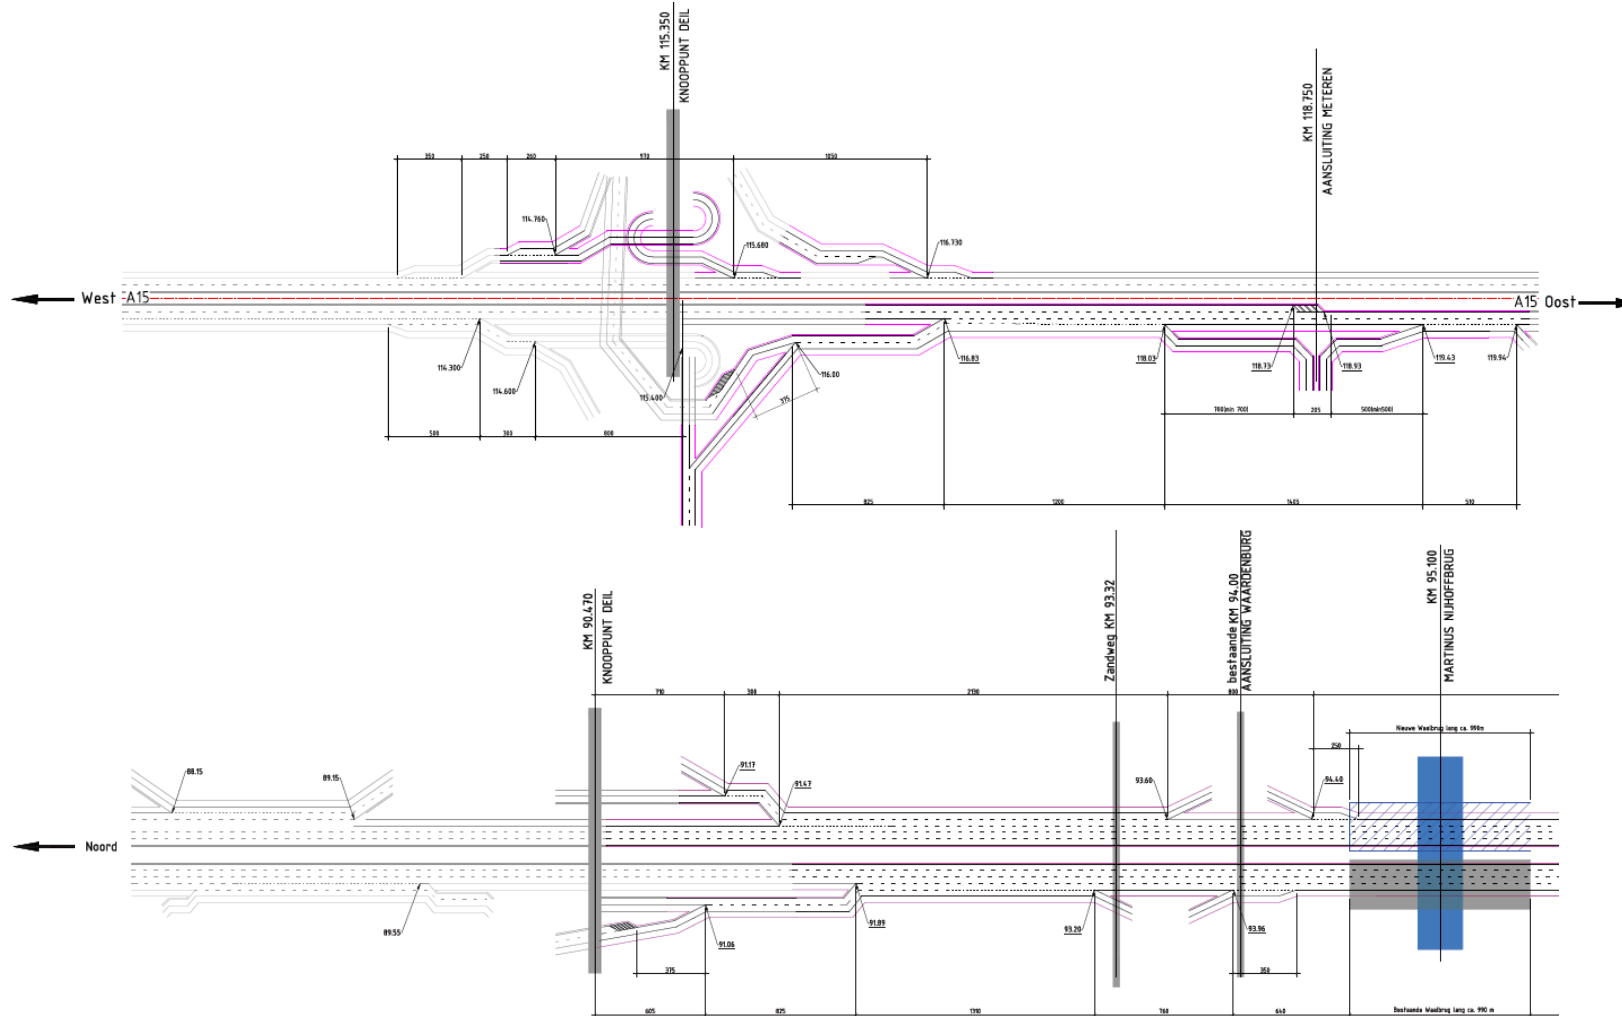 KM 115.350
KNOOPPUNT DEIL
KM 118.750
AANSLUITING METEREN
350
250
260
970
1050
114.760
115.680
116.730
West A15
A15 Oost
114.300
114.600
115.400
116.00
116.83
118.03
118.73
118.93
119.43
119.94
375
500
300
800
700(min 700)
205
500(min500)
825
1200
1405
510
KM 90.470
KNOOPPUNT DEIL
Zandweg KM 93.32
bestaande KM 94.00
AANSLUITING WAARDENBURG
KM 95.100
MARTINUS NIJHOFFBRUG
710
300
2130
800
Nieuwe Waalbrug lang ca. 990m
250
88.15
89.15
91.17
91.47
93.60
94.40
Noord
89.55
91.06
91.89
93.20
93.96
375
350
605
825
1310
760
640
Bestaande Waalbrug lang ca. 990 m